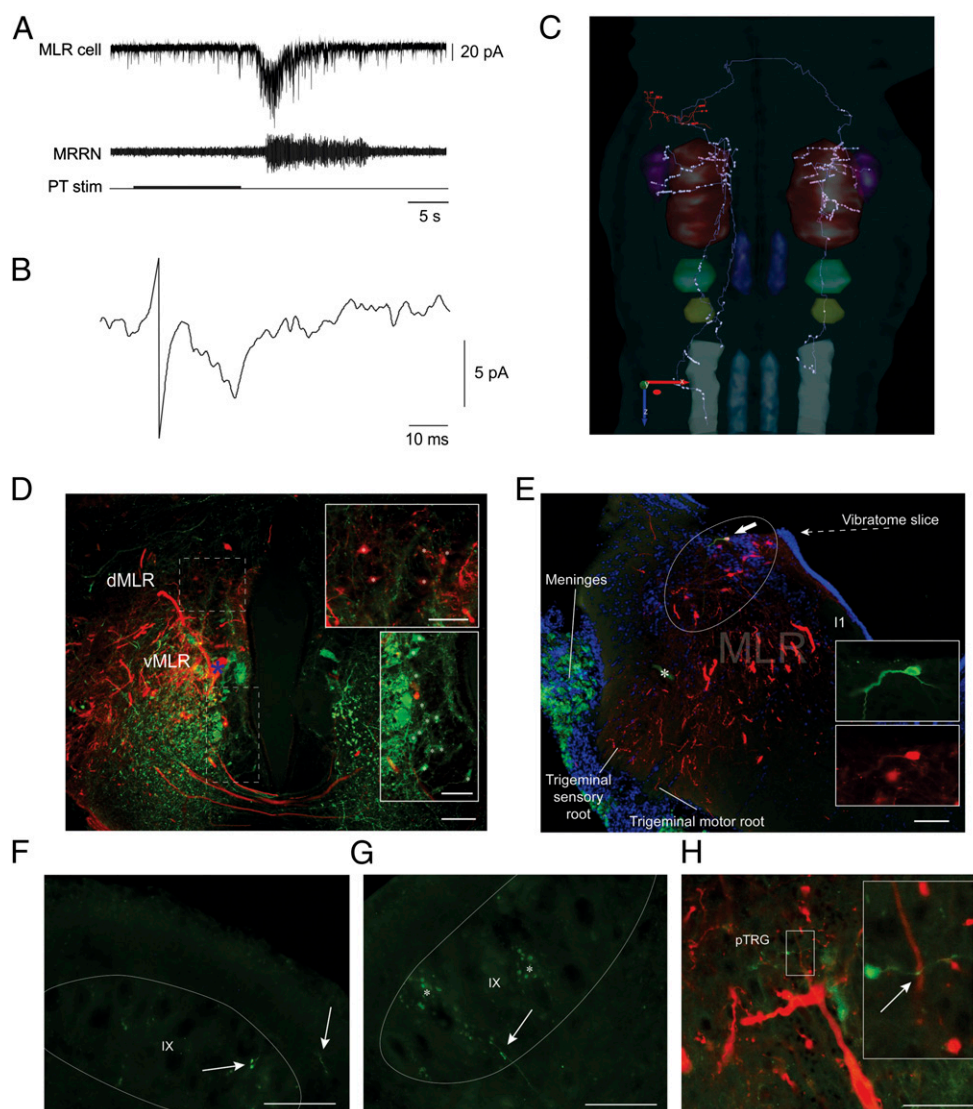 A
MLR cell
20 pA
MRRN
PT stim
5 s
B
5 pA
10 ms
C
D
dMLR
vMLR
*
E
Vibratome slice
Meninges
I1
MLR
*
Trigeminal
sensory
root
Trigeminal motor root
F
IX
G
*
*
IX
H
pTRG